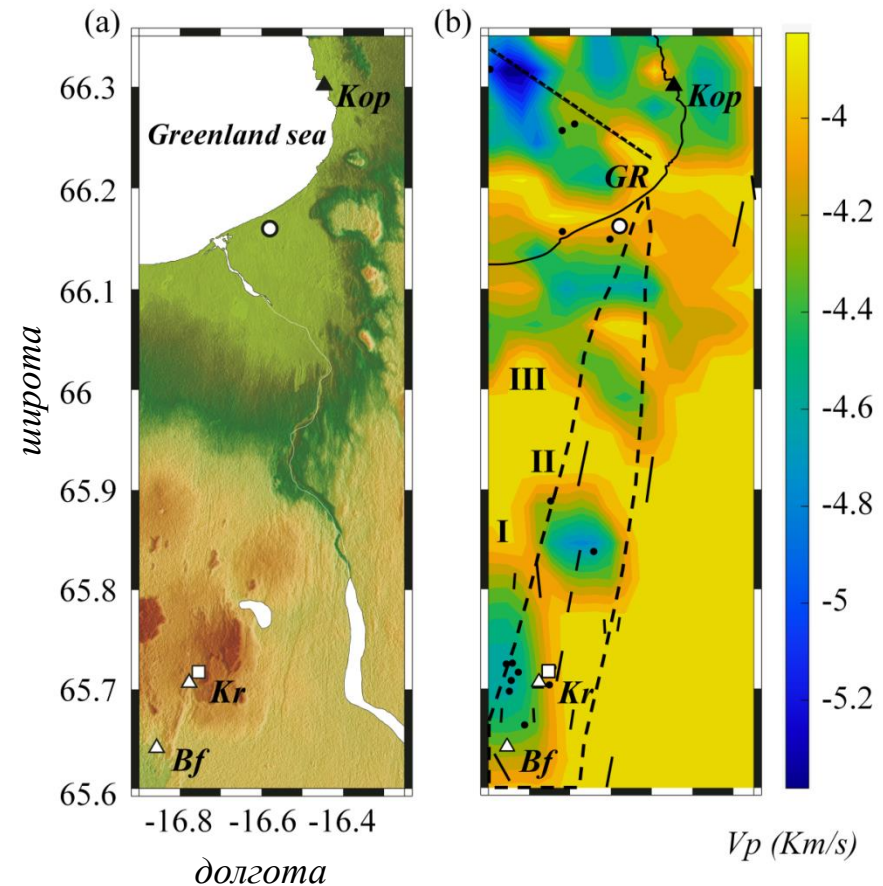 (a)
(b)
66.3
66.2
66.1
66
65.9
65.8
65.7
65.6
широта
-16.8 -16.6 -16.4
долгота
Kop
Greenland sea
Kr
Bf
Kop
GR
III
II
I
Kr
Bf
-4
-4.2
-4.4
-4.6
-4.8
-5
-5.2
Vp (Km/s)